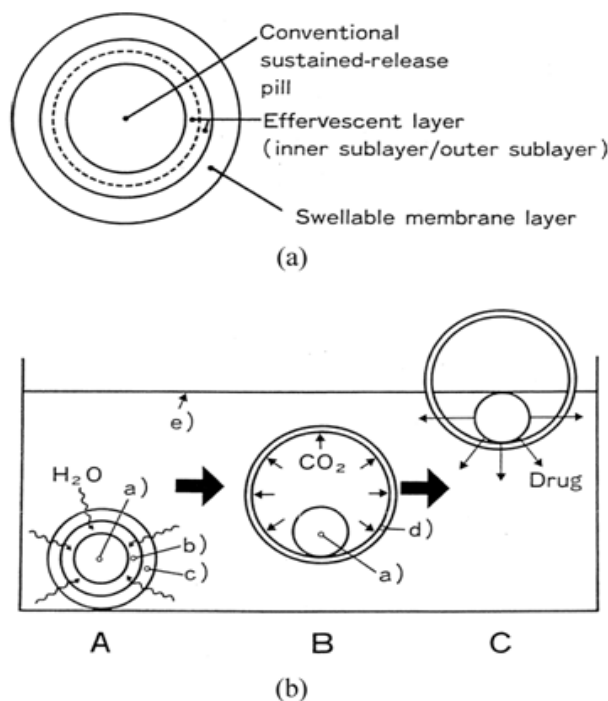 Conventional
sustained-release
pill
Effervescent layer
(inner sublayer/outer sublayer)
Swellable membrane layer
(a)
e)
H₂O
a)
b)
c)
CO₂
d)
a)
Drug
A
B
C
(b)